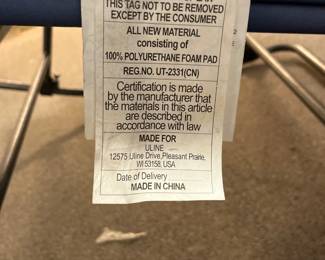 THIS TAG NOT TO BE REMOVED
EXCEPT BY THE CONSUMER
ALL NEW MATERIAL
consisting of
100% POLYURETHANE FOAM PAD
REG.NO. UT-2331(CN)
Certification is made
by the manufacturer that
the materials in this article
are described in
accordance with law
MADE FOR
ULINE
12575 Uline Drive,Pleasant Prairie,
WI 53158, USA
Date of Delivery
MADE IN CHINA